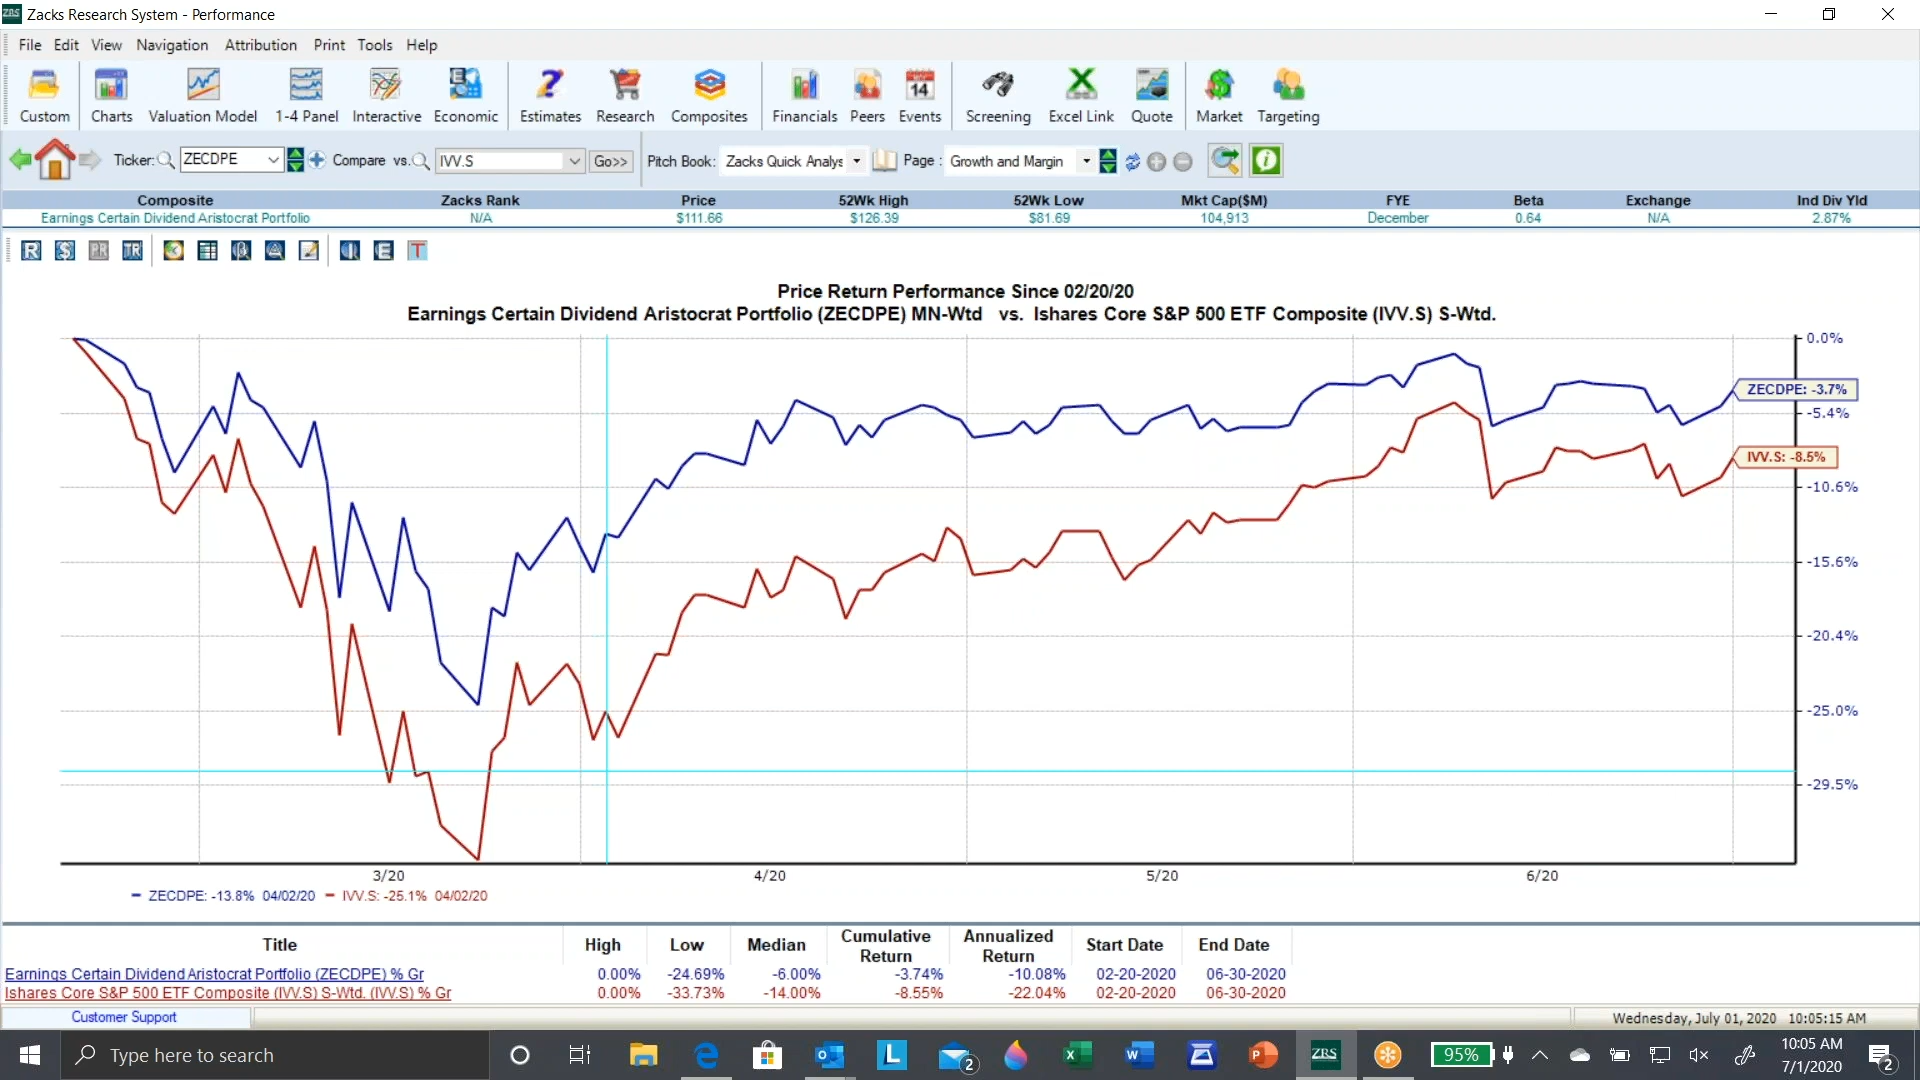 ZRS Zacks Research System - Performance
File Edit View Navigation Attribution Print Tools Help
Custom Charts Valuation Model 1-4 Panel Interactive Economic Estimates Research Composites Financials Peers Events Screening Excel Link Quote Market Targeting
14
Ticker: ZECDPE Compare vs. IVV.S Go>> Pitch Book: Zacks Quick Analys Page : Growth and Margin
Composite Zacks Rank Price 52Wk High 52Wk Low Mkt Cap($M) FYE Beta Exchange Ind Div Yld
Earnings Certain Dividend Aristocrat Portfolio N/A $111.66 $126.39 $81.69 104,913 December 0.64 N/A 2.87%
R $ PR TR I E T
Price Return Performance Since 02/20/20
Earnings Certain Dividend Aristocrat Portfolio (ZECDPE) MN-Wtd vs. Ishares Core S&P 500 ETF Composite (IVV.S) S-Wtd.
0.0%
ZECDPE: -3.7%
-5.4%
IVV.S: -8.5%
-10.6%
-15.6%
-20.4%
-25.0%
-29.5%
3/20 4/20 5/20 6/20
ZECDPE: -13.8% 04/02/20 IVV.S: -25.1% 04/02/20
Title High Low Median Cumulative Return Annualized Return Start Date End Date
Earnings Certain Dividend Aristocrat Portfolio (ZECDPE) % Gr 0.00% -24.69% -6.00% -3.74% -10.08% 02-20-2020 06-30-2020
Ishares Core S&P 500 ETF Composite (IVV.S) S-Wtd. (IVV.S) % Gr 0.00% -33.73% -14.00% -8.55% -22.04% 02-20-2020 06-30-2020
Customer Support Wednesday, July 01, 2020 10:05:15 AM
Type here to search L 2 X W P ZRS 95% 10:05 AM
7/1/2020 2